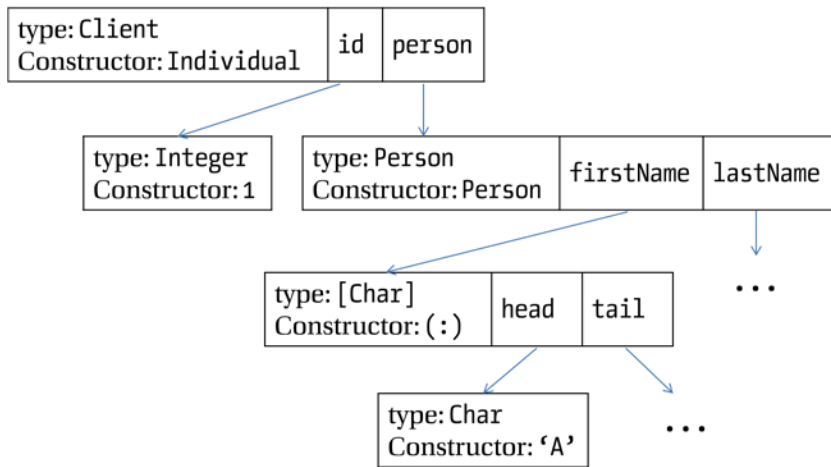 type: Client
Constructor: Individual
id
person
type: Integer
Constructor: 1
type: Person
Constructor: Person
firstName
lastName
type: [Char]
Constructor: (:)
head
tail
...
type: Char
Constructor: ‘A’
...